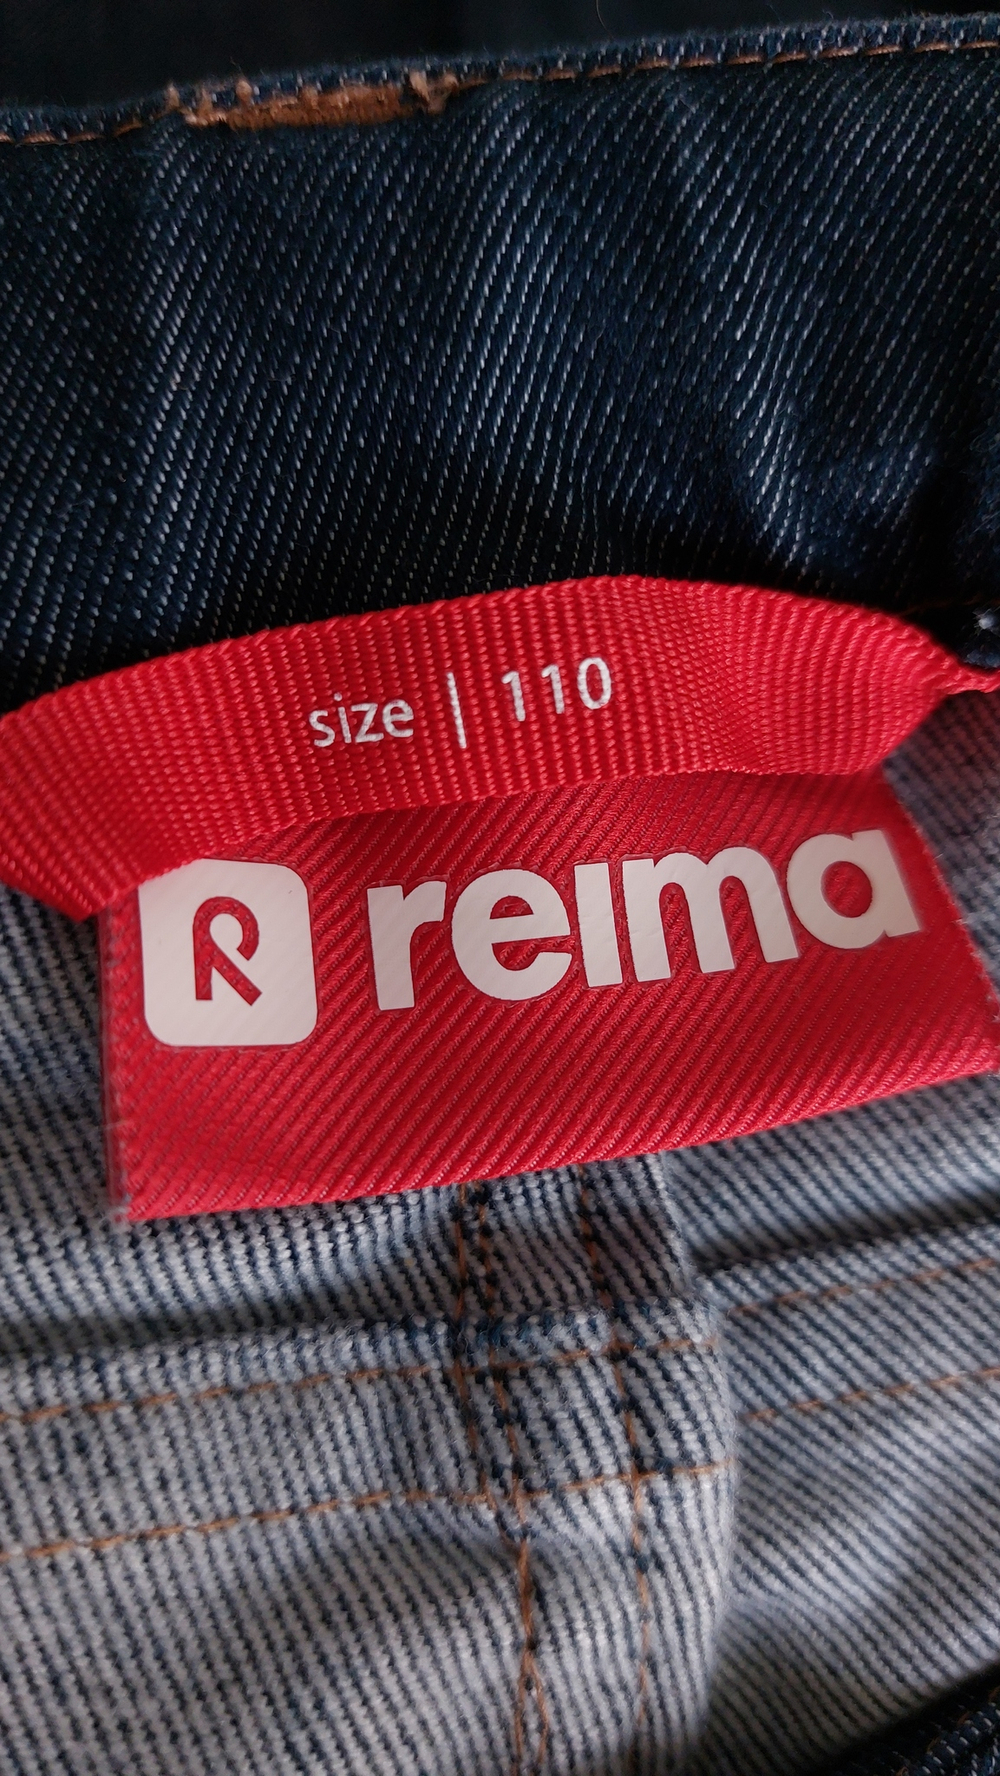 size | 110
reima